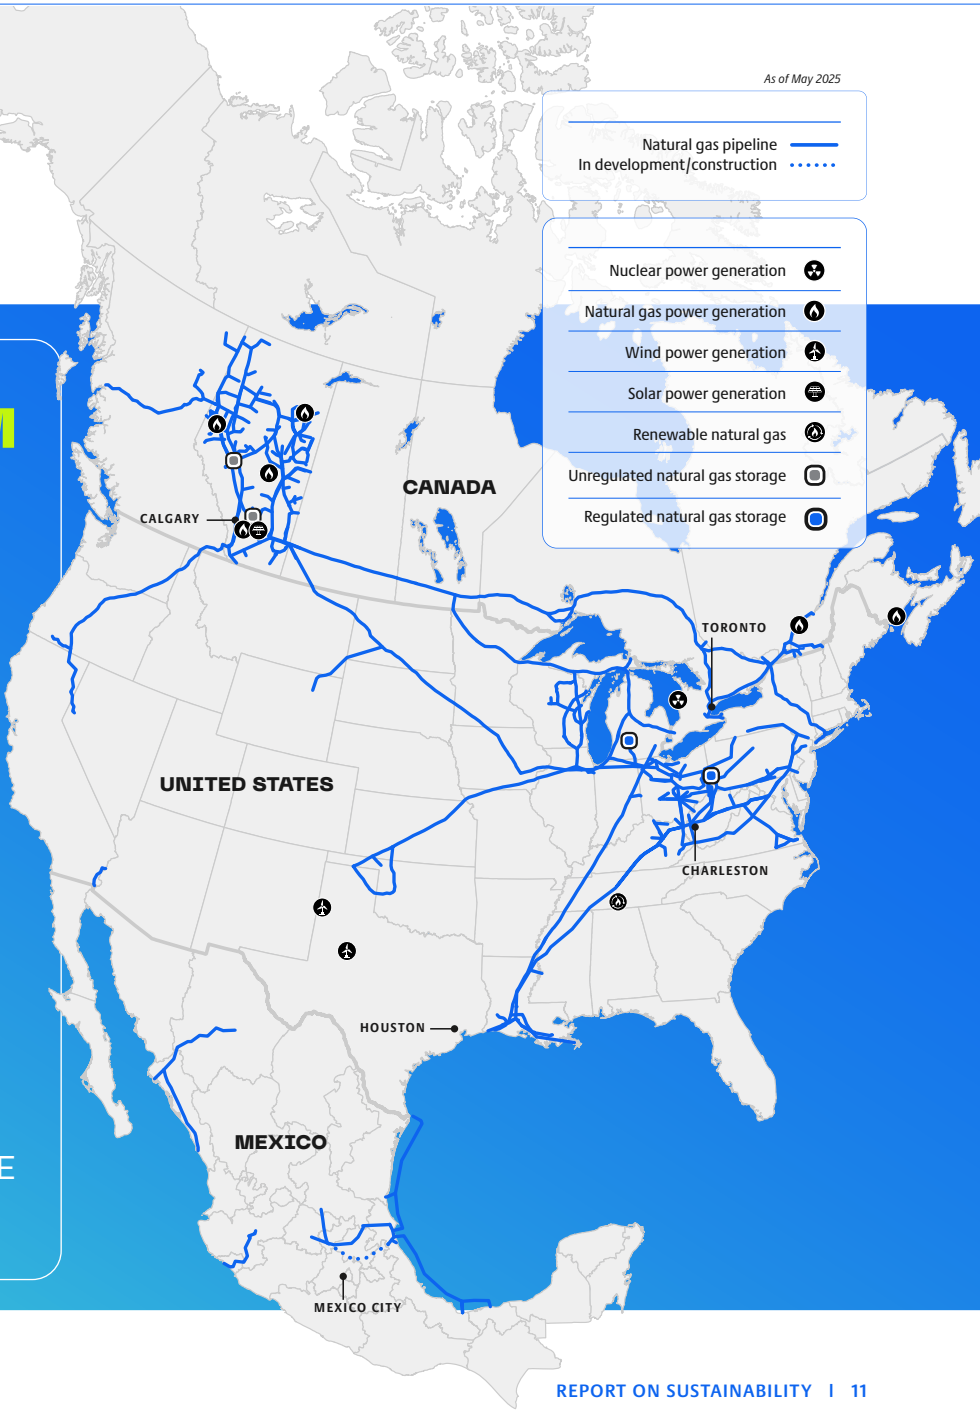 As of May 2025
Natural gas pipeline
In development/construction
Nuclear power generation
Natural gas power generation
Wind power generation
Solar power generation
Renewable natural gas
Unregulated natural gas storage
Regulated natural gas storage
M
CANADA
CALGARY
TORONTO
UNITED STATES
CHARLESTON
HOUSTON
MEXICO
E
MEXICO CITY
REPORT ON SUSTAINABILITY | 11